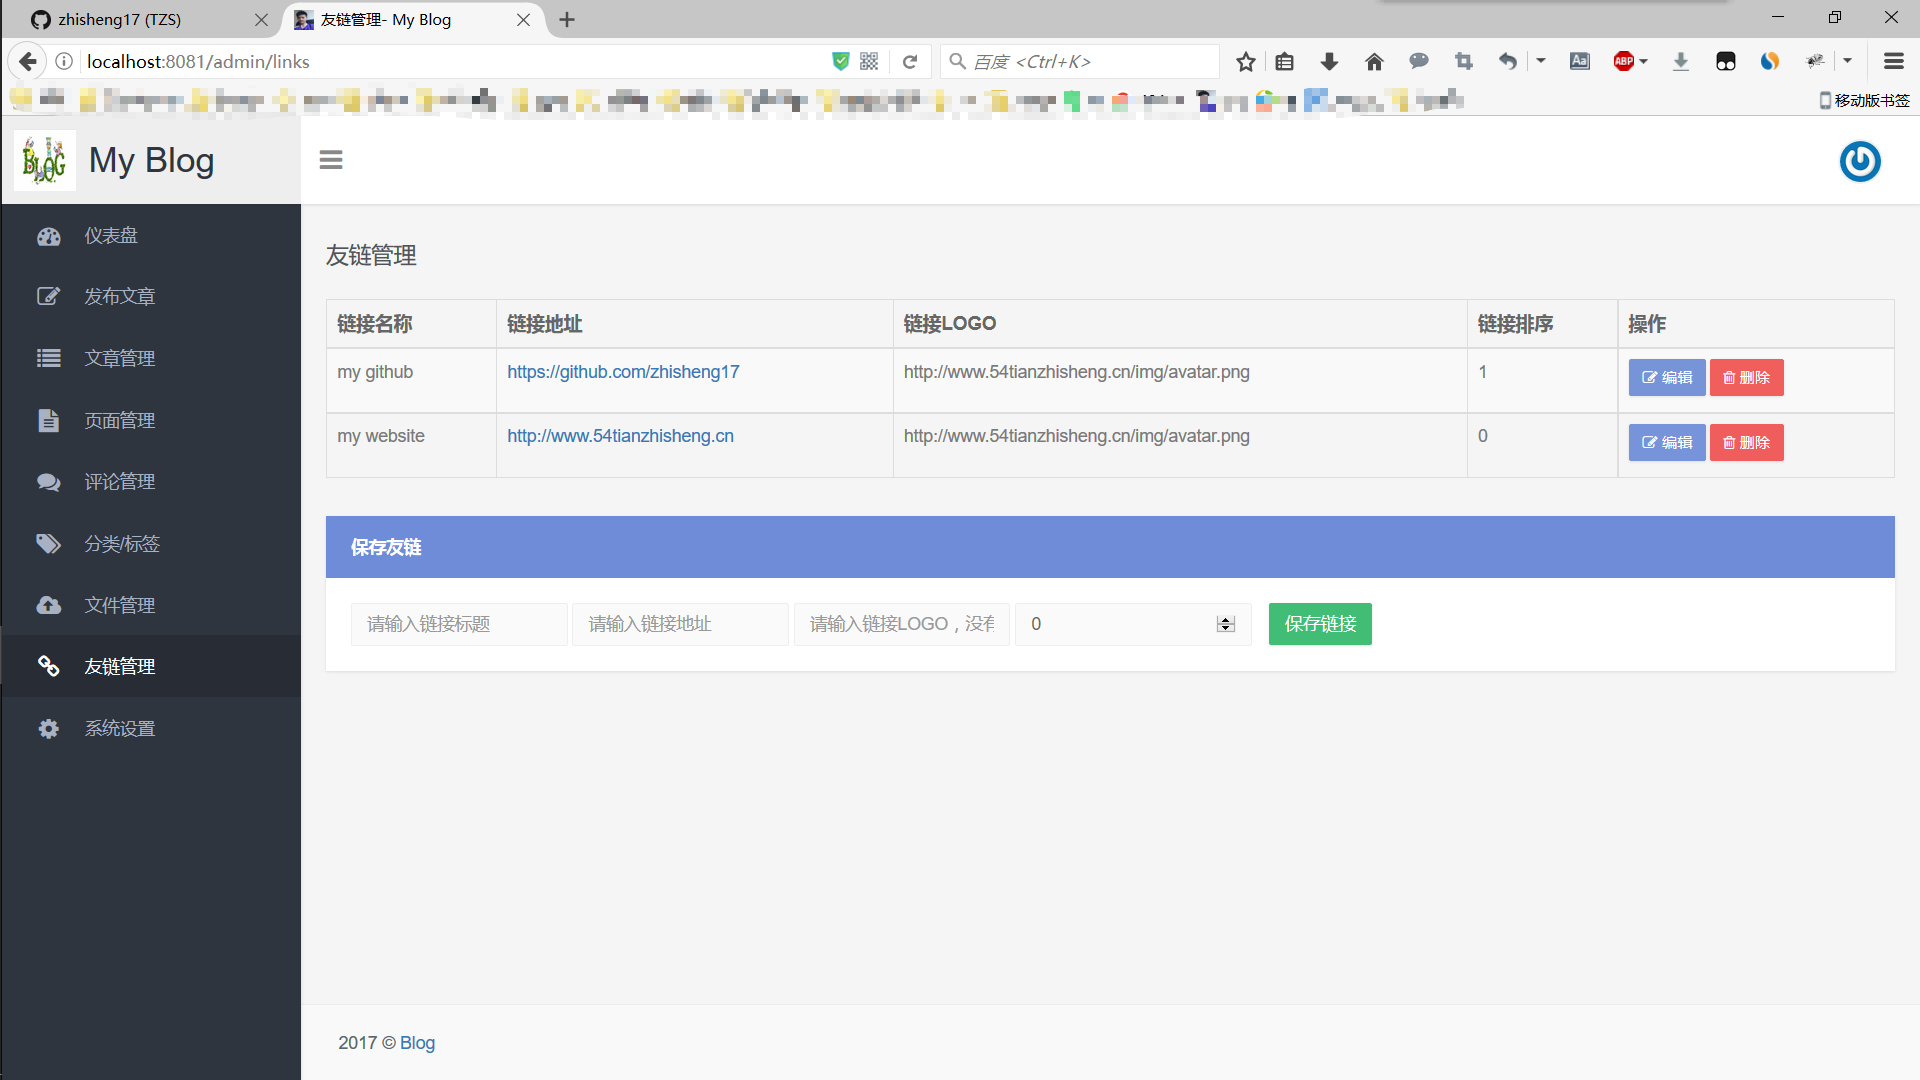 zhisheng17 (TZS)
友链管理- My Blog
localhost:8081/admin/links
百度 <Ctrl+K>
Aa
ABP
移动版书签
BLOG
My Blog
仪表盘
发布文章
文章管理
页面管理
评论管理
分类/标签
文件管理
友链管理
系统设置
友链管理
链接名称 链接地址 链接LOGO 链接排序 操作
my github https://github.com/zhisheng17 http://www.54tianzhisheng.cn/img/avatar.png 1 编辑 删除
my website http://www.54tianzhisheng.cn http://www.54tianzhisheng.cn/img/avatar.png 0 编辑 删除
保存友链
请输入链接标题 请输入链接地址 请输入链接LOGO，没有 0 保存链接
2017 © Blog